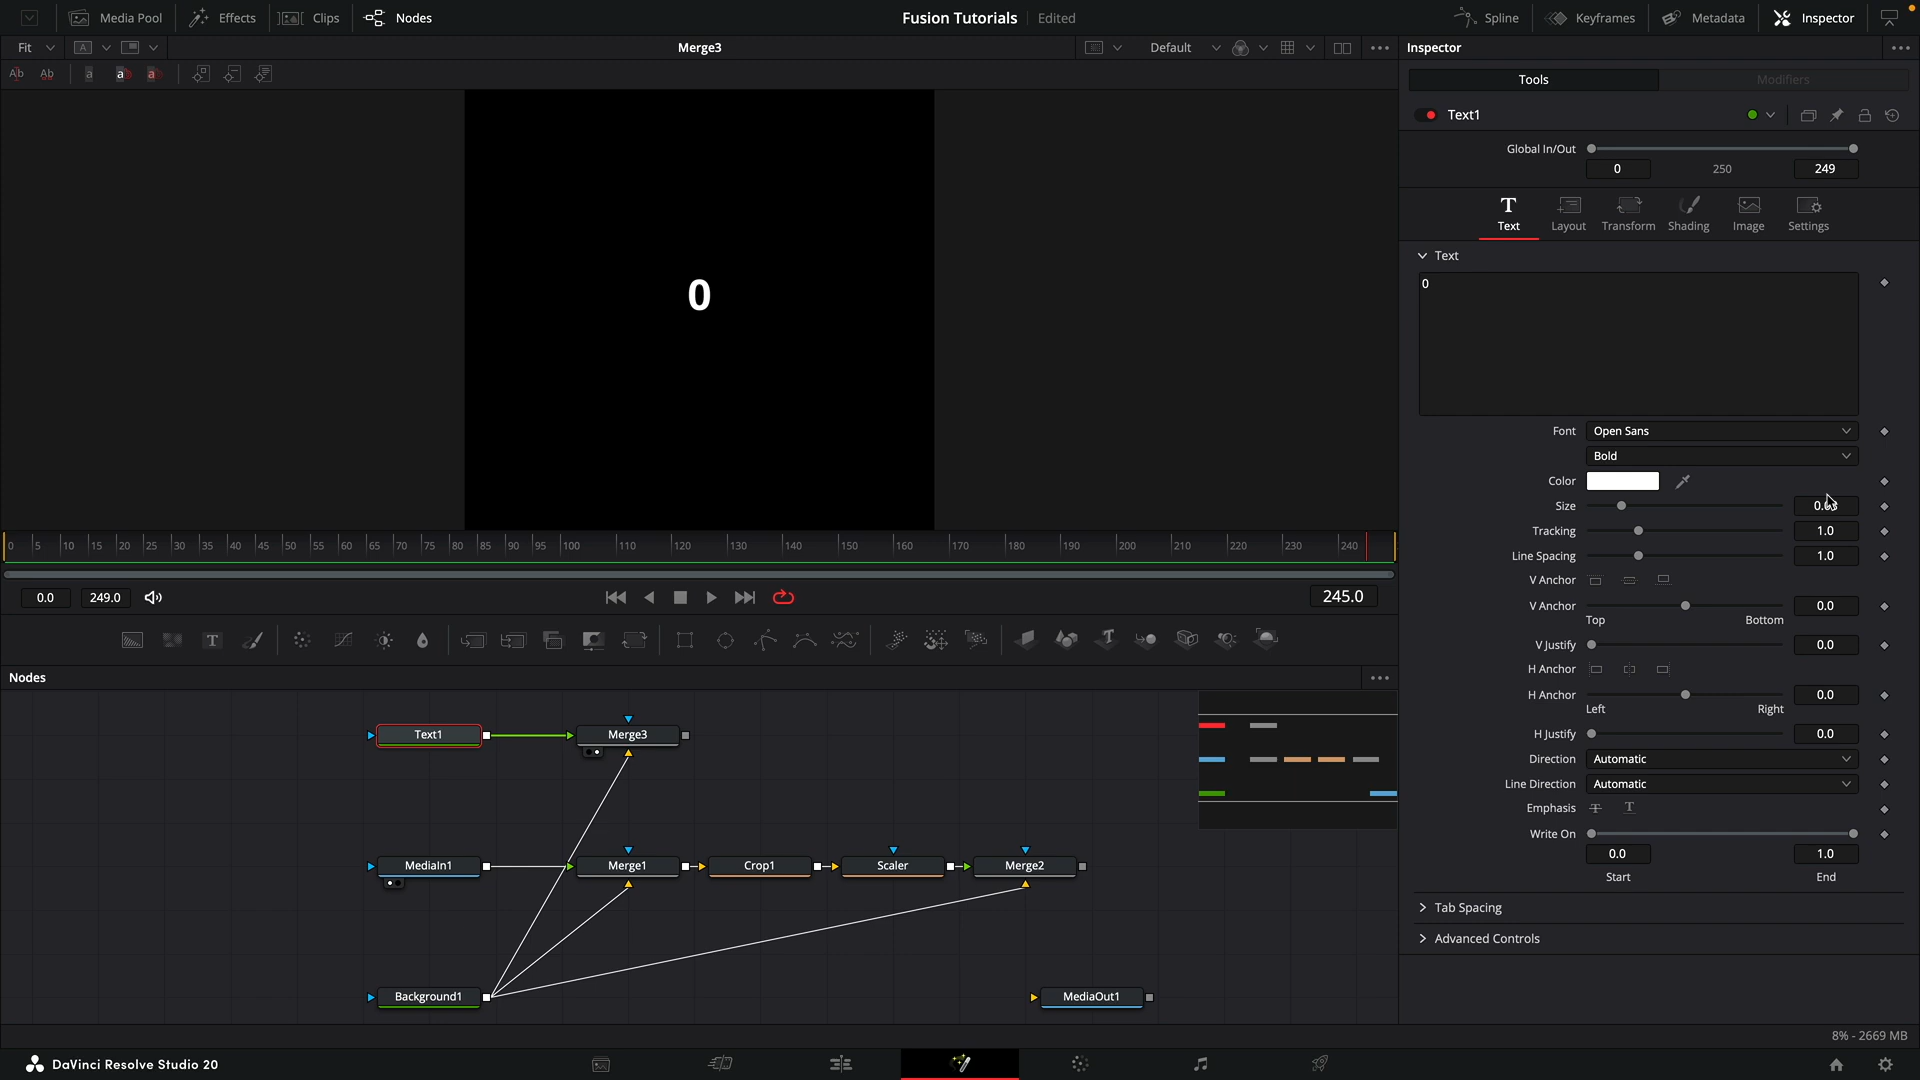 Media Pool
Effects
Clips
Nodes
Fusion Tutorials
Edited
Spline
Keyframes
Metadata
Inspector
Fit
A
Merge3
Default
Inspector
Ab
Ab
a
a
a
Tools
Modifiers
Text1
Global In/Out
0
250
249
Text
Layout
Transform
Shading
Image
Settings
Text
0
0
Font
Open Sans
Bold
Color
Size
Tracking
1.0
Line Spacing
1.0
V Anchor
V Anchor
0.0
Top
Bottom
V Justify
0.0
H Anchor
H Anchor
0.0
Left
Right
H Justify
0.0
Direction
Automatic
Line Direction
Automatic
Emphasis
Write On
0.0
1.0
Start
End
Tab Spacing
Advanced Controls
0 5 10 15 20 25 30 35 40 45 50 55 60 65 70 75 80 85 90 95 100 110 120 130 140 150 160 170 180 190 200 210 220 230 240
0.0
249.0
245.0
Nodes
Text1
Merge3
MediaIn1
Merge1
Crop1
Scaler
Merge2
Background1
MediaOut1
8% - 2669 MB
DaVinci Resolve Studio 20